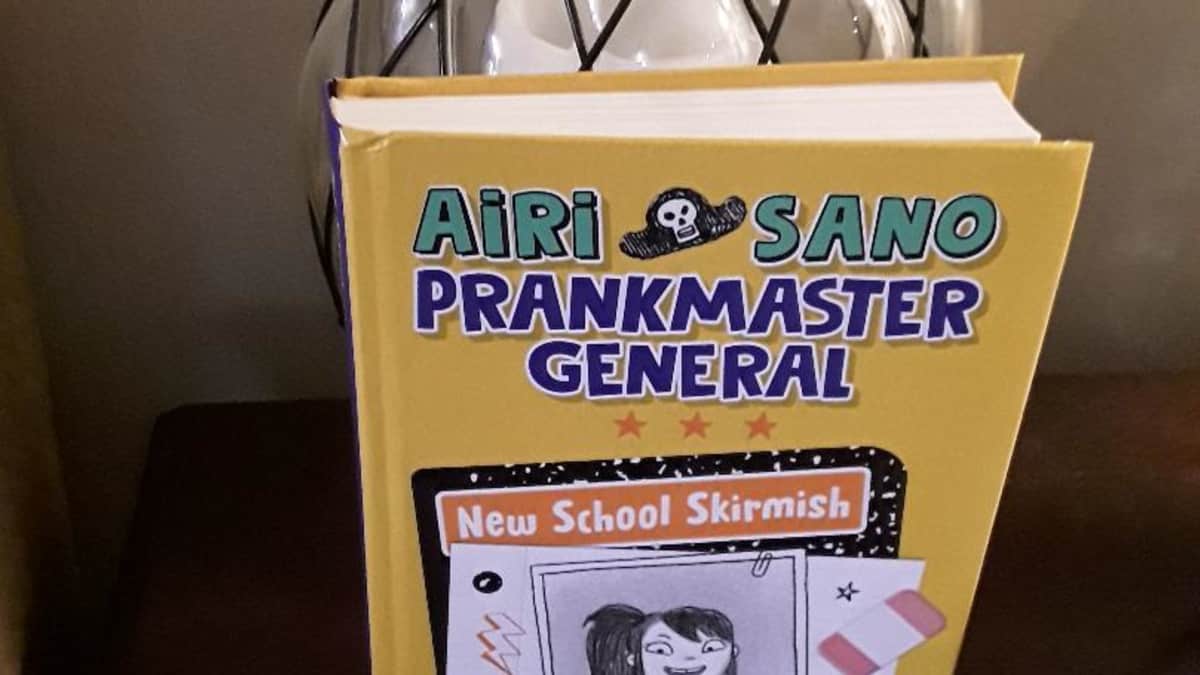 AiRi SANO
PRANKMASTER
GENERAL
New School Skirmish